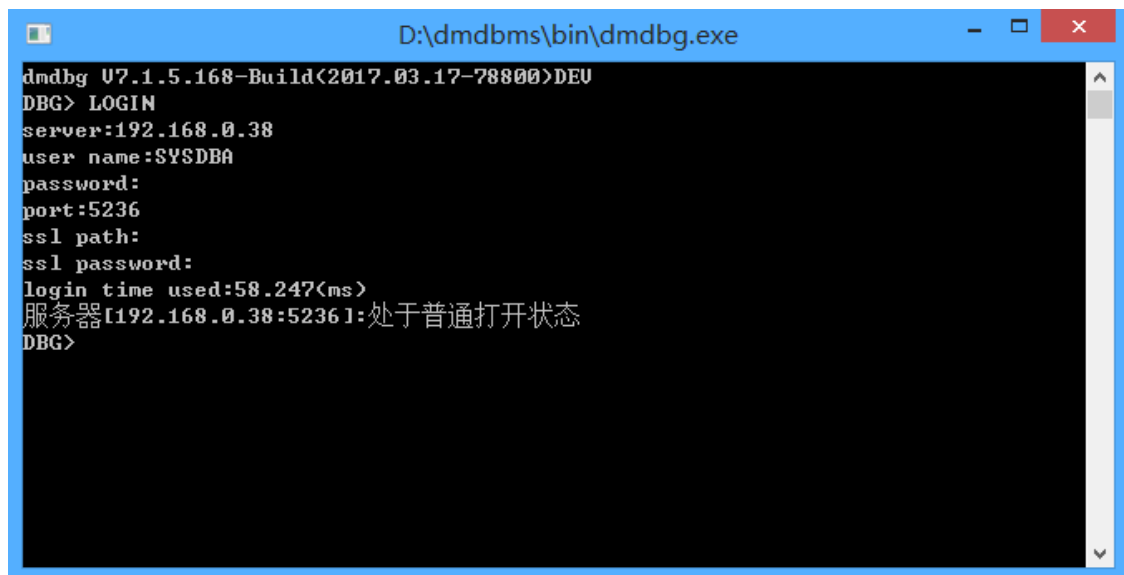 D:\dmdbms\bin\dmdbg.exe
dmdbg V7.1.5.168-Build(2017.03.17-78800)DEV
DBG> LOGIN
server:192.168.0.38
user name:SYSDBA
password:
port:5236
ssl path:
ssl password:
login time used:58.247(ms)
服务器[192.168.0.38:5236]:处于普通打开状态
DBG>